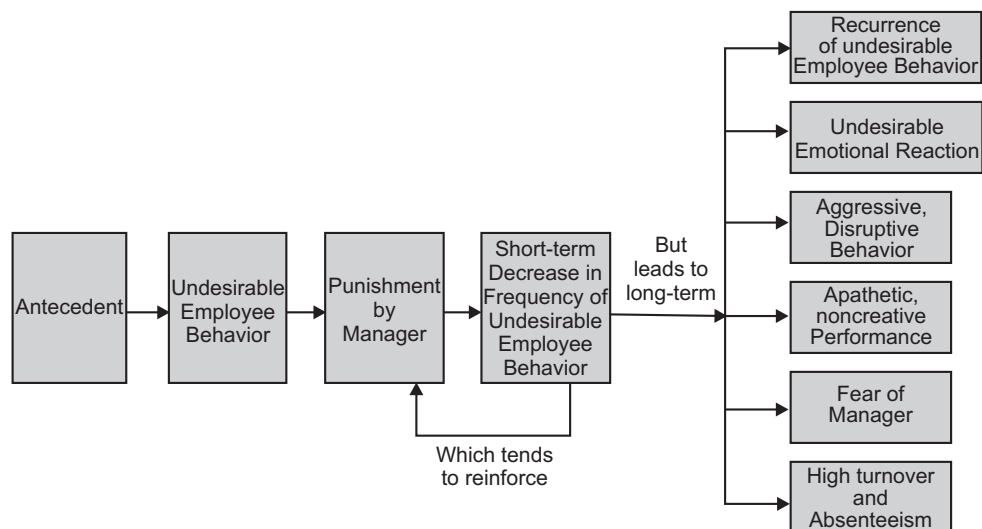 Antecedent
Undesirable
Employee
Behavior
Punishment
by
Manager
Short-term
Decrease in
Frequency of
Undesirable
Employee
Behavior
Which tends
to reinforce
But
leads to
long-term
Recurrence
of undesirable
Employee Behavior
Undesirable
Emotional Reaction
Aggressive,
Disruptive
Behavior
Apathetic,
noncreative
Performance
Fear of
Manager
High turnover
and
Absenteeism